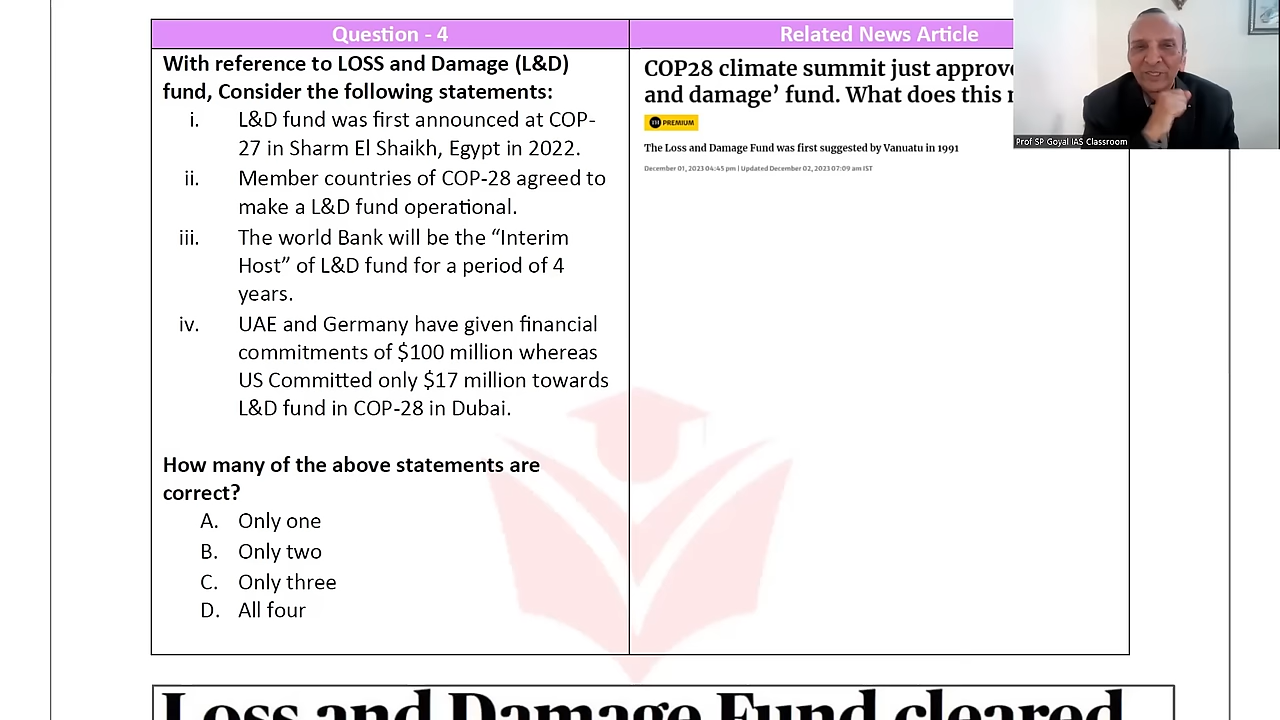 Question - 4
With reference to LOSS and Damage (L&D)
fund, Consider the following statements:
i. L&D fund was first announced at COP-
27 in Sharm El Shaikh, Egypt in 2022.
ii. Member countries of COP-28 agreed to
make a L&D fund operational.
iii. The world Bank will be the “Interim
Host” of L&D fund for a period of 4
years.
iv. UAE and Germany have given financial
commitments of $100 million whereas
US Committed only $17 million towards
L&D fund in COP-28 in Dubai.
How many of the above statements are
correct?
A. Only one
B. Only two
C. Only three
D. All four
Related News Article
COP28 climate summit just approve
and damage’ fund. What does this
PREMIUM
The Loss and Damage Fund was first suggested by Vanuatu in 1991
December 01, 2023 04:45 pm | Updated December 02, 2023 07:09 am IST
Prof SP Goyal IAS Classroom
Loss and Damage Fund cleared